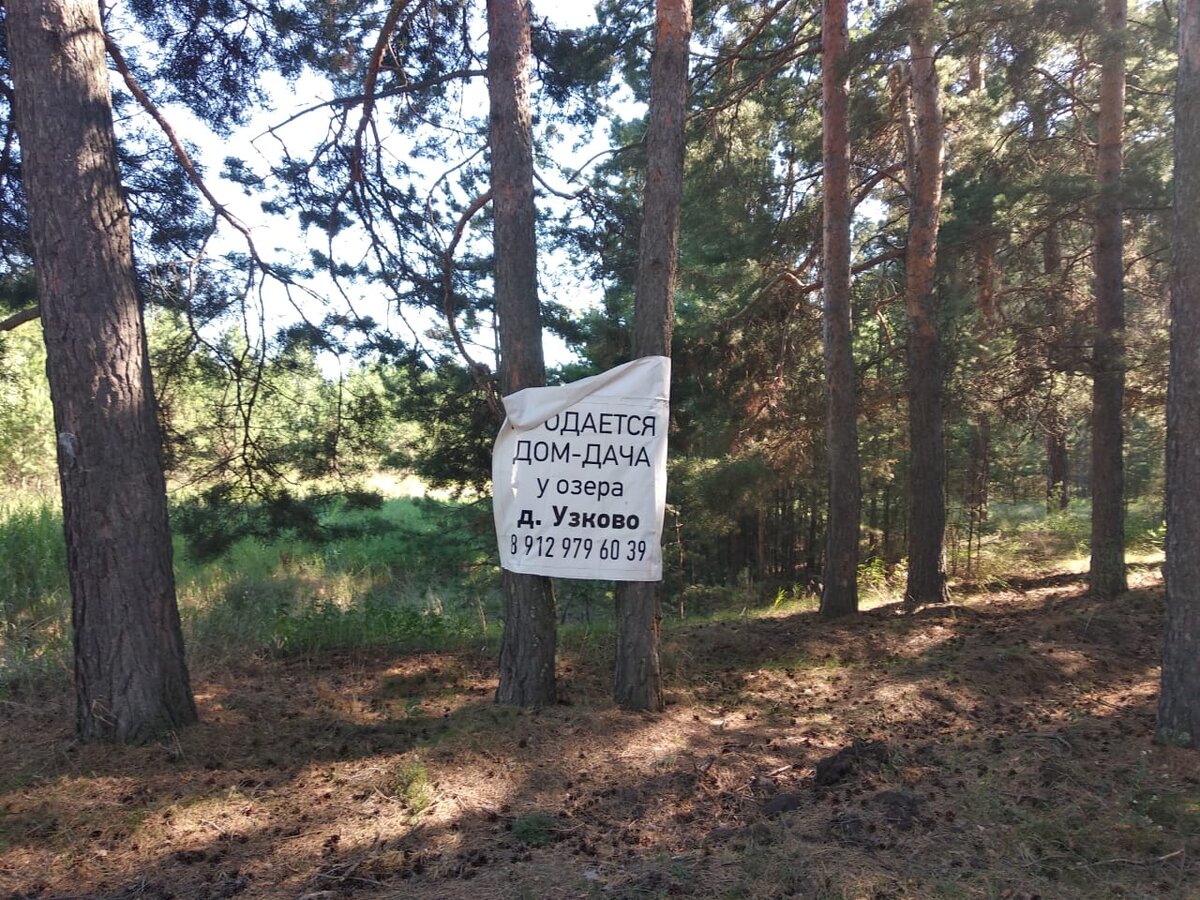 ОДАЕТСЯ
ДОМ-ДАЧА
у озера
д. Узково
8 912 979 60 39